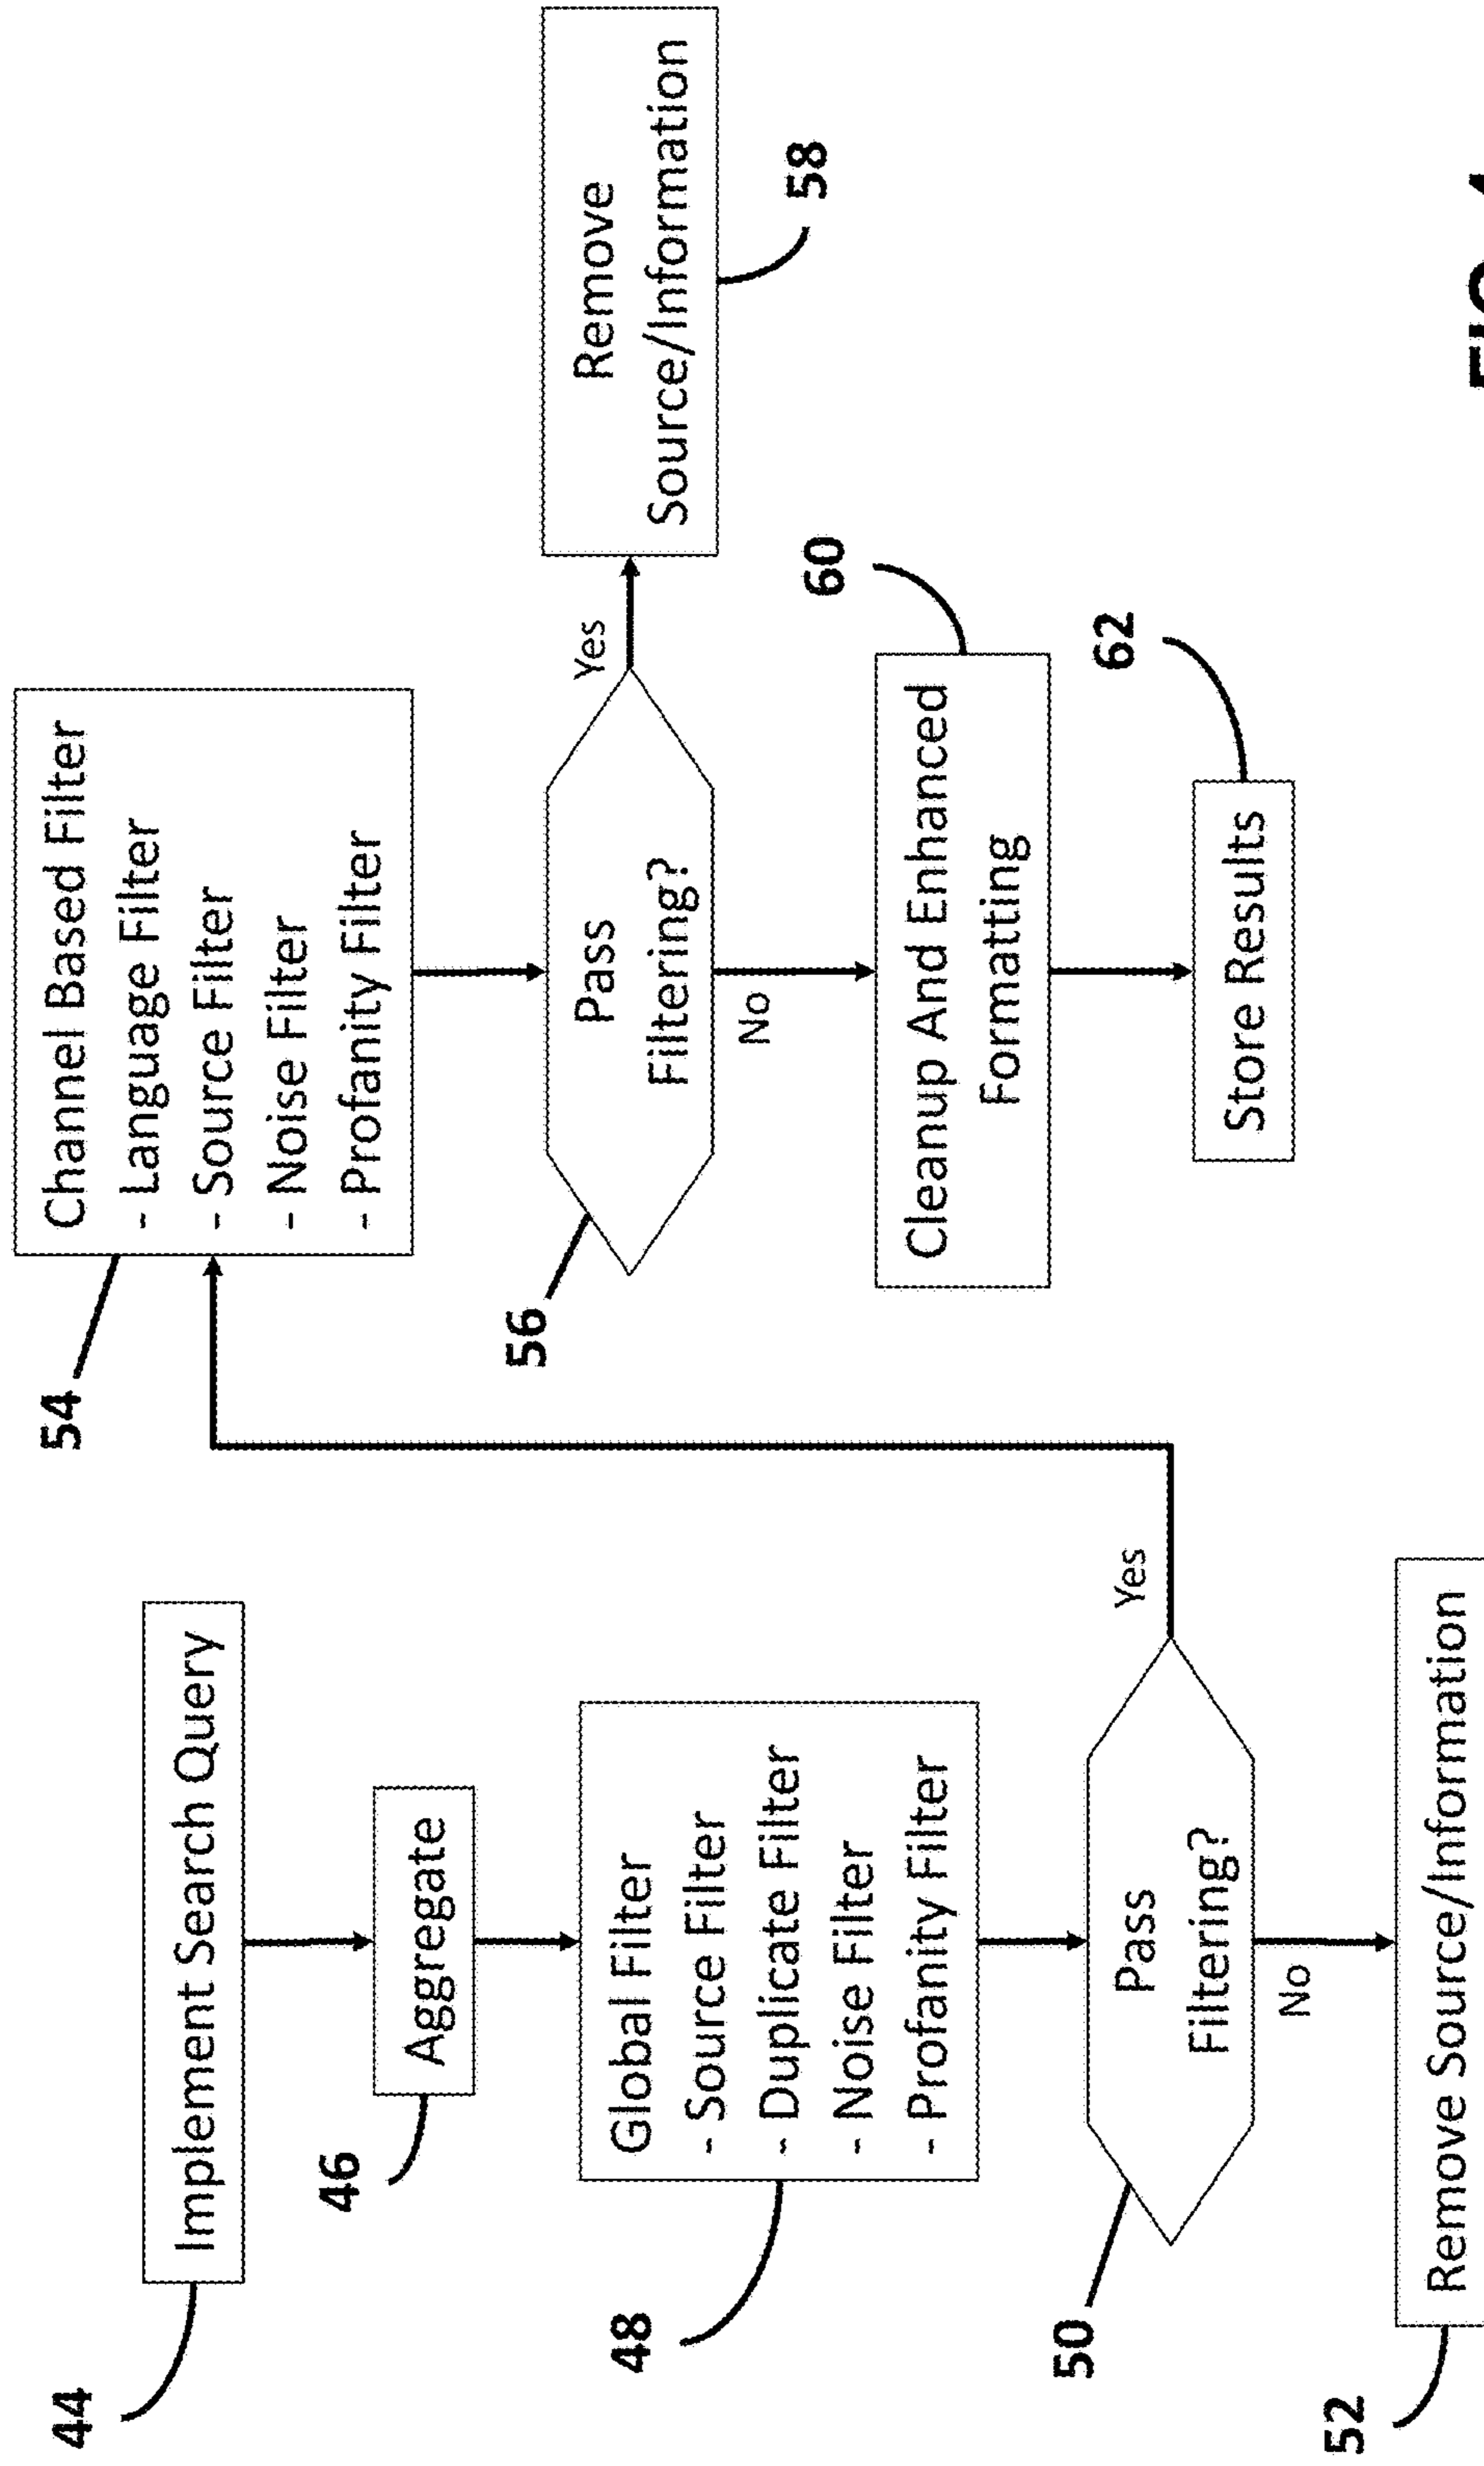 44
Implement Search Query
46
Aggregate
48
Global Filter
- Source Filter
- Duplicate Filter
- Noise Filter
- Profanity Filter
50
Pass
Filtering?
Yes
No
52
Remove Source/Information
54
Channel Based Filter
- Language Filter
- Source Filter
- Noise Filter
- Profanity Filter
56
Pass
Filtering?
Yes
No
Remove
Source/Information
58
60
Cleanup And Enhanced
Formatting
62
Store Results